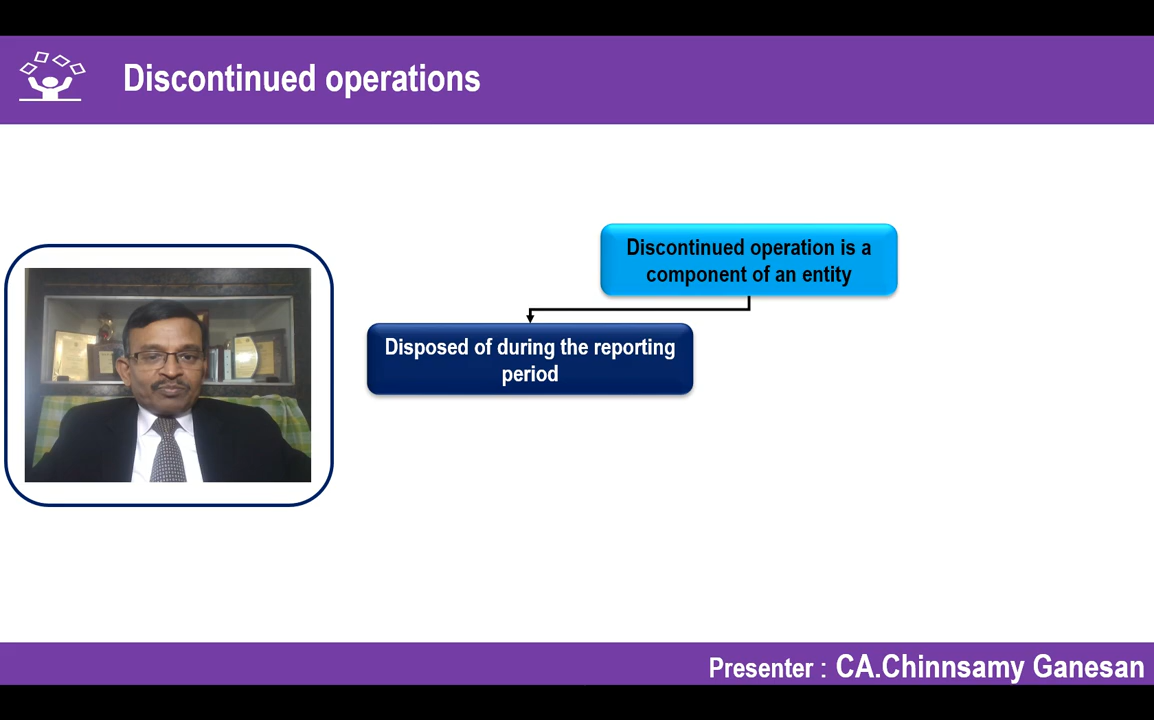 Discontinued operations
Discontinued operation is a
component of an entity
Disposed of during the reporting
period
Presenter : CA.Chinnsamy Ganesan